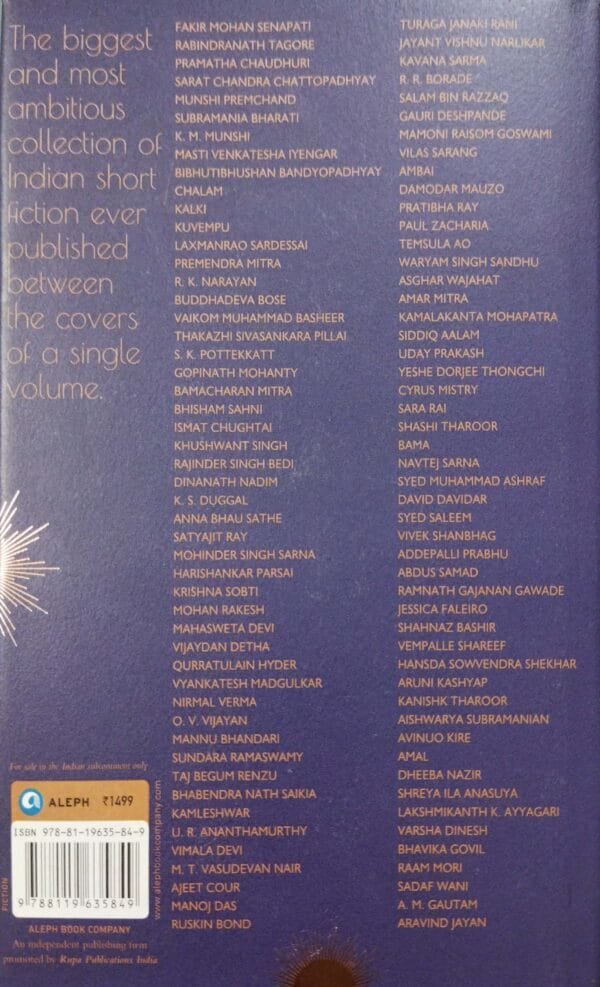 The biggest
and most
ambitious
collection of
Indian short
fiction ever
published
between
the covers
of a single
volume.
FAKIR MOHAN SENAPATI
RABINDRANATH TAGORE
PRAMATHA CHAUDHURI
SARAT CHANDRA CHATTOPADHYAY
MUNSHI PREMCHAND
SUBRAMANIA BHARATI
K. M. MUNSHI
MASTI VENKATESHA IYENGAR
BIBHUTIBHUSHAN BANDYOPADHYAY
CHALAM
KALKI
KUVEMPU
LAXMANRAO SARDESSAI
PREMENDRA MITRA
R. K. NARAYAN
BUDDHADEVA BOSE
VAIKOM MUHAMMAD BASHEER
THAKAZHI SIVASANKARA PILLAI
S. K. POTTEKKATT
GOPINATH MOHANTY
BAMACHARAN MITRA
BHISHAM SAHNI
ISMAT CHUGHTAI
KHUSHWANT SINGH
RAJINDER SINGH BEDI
DINANATH NADIM
K. S. DUGGAL
ANNA BHAU SATHE
SATYAJIT RAY
MOHINDER SINGH SARNA
HARISHANKAR PARSAI
KRISHNA SOBTI
MOHAN RAKESH
MAHASWETA DEVI
VIJAYDAN DETHA
QURRATULAIN HYDER
VYANKATESH MADGULKAR
NIRMAL VERMA
O. V. VIJAYAN
MANNU BHANDARI
SUNDARA RAMASWAMY
TAJ BEGUM RENZU
BHABENDRA NATH SAIKIA
KAMLESHWAR
U. R. ANANTHAMURTHY
VIMALA DEVI
M. T. VASUDEVAN NAIR
AJEET COUR
MANOJ DAS
RUSKIN BOND
TURAGA JANAKI RANI
JAYANT VISHNU NARLIKAR
KAVANA SARMA
R. R. BORADE
SALAM BIN RAZZAQ
GAURI DESHPANDE
MAMONI RAISOM GOSWAMI
VILAS SARANG
AMBAI
DAMODAR MAUZO
PRATIBHA RAY
PAUL ZACHARIA
TEMSULA AO
WARYAM SINGH SANDHU
ASGHAR WAJAHAT
AMAR MITRA
KAMALAKANTA MOHAPATRA
SIDDIQ AALAM
UDAY PRAKASH
YESHE DORJEE THONGCHI
CYRUS MISTRY
SARA RAI
SHASHI THAROOR
BAMA
NAVTEJ SARNA
SYED MUHAMMAD ASHRAF
DAVID DAVIDAR
SYED SALEEM
VIVEK SHANBHAG
ADDEPALLI PRABHU
ABDUS SAMAD
RAMNATH GAJANAN GAWADE
JESSICA FALEIRO
SHAHNAZ BASHIR
VEMPALLE SHAREEF
HANSDA SOWVENDRA SHEKHAR
ARUNI KASHYAP
KANISHK THAROOR
AISHWARYA SUBRAMANIAN
AVINUO KIRE
AMAL
DHEEBA NAZIR
SHREYA ILA ANASUYA
LAKSHMIKANTH K. AYYAGARI
VARSHA DINESH
BHAVIKA GOVIL
RAAM MORI
SADAF WANI
A. M. GAUTAM
ARAVIND JAYAN
For sale in the Indian subcontinent only
a ALEPH ₹1499
ISBN 978-81-19635-84-9
9 788119 635849
FICTION
www.alephbookcompany.com
ALEPH BOOK COMPANY
An independent publishing firm
promoted by Rupa Publications India